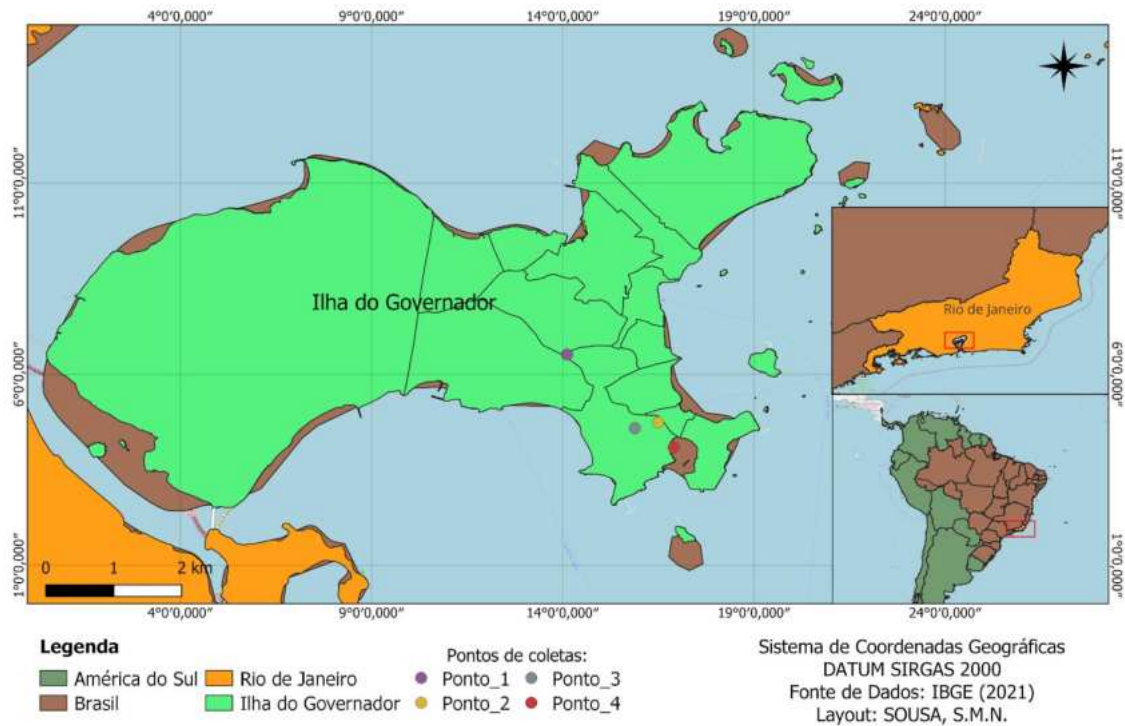 4°0'0,000" 9°0'0,000" 14°0'0,000" 19°0'0,000" 24°0'0,000"
11°0'0,000" 11°0'0,000"
Ilha do Governador
Rio de Janeiro
6°0'0,000" 6°0'0,000"
0 1 2 km
1°0'0,000" 1°0'0,000"
4°0'0,000" 9°0'0,000" 14°0'0,000" 19°0'0,000" 24°0'0,000"
Legenda
América do Sul Rio de Janeiro
Brasil Ilha do Governador
Pontos de coletas:
Ponto_1 Ponto_3
Ponto_2 Ponto_4
Sistema de Coordenadas Geográficas
DATUM SIRGAS 2000
Fonte de Dados: IBGE (2021)
Layout: SOUSA, S.M.N.